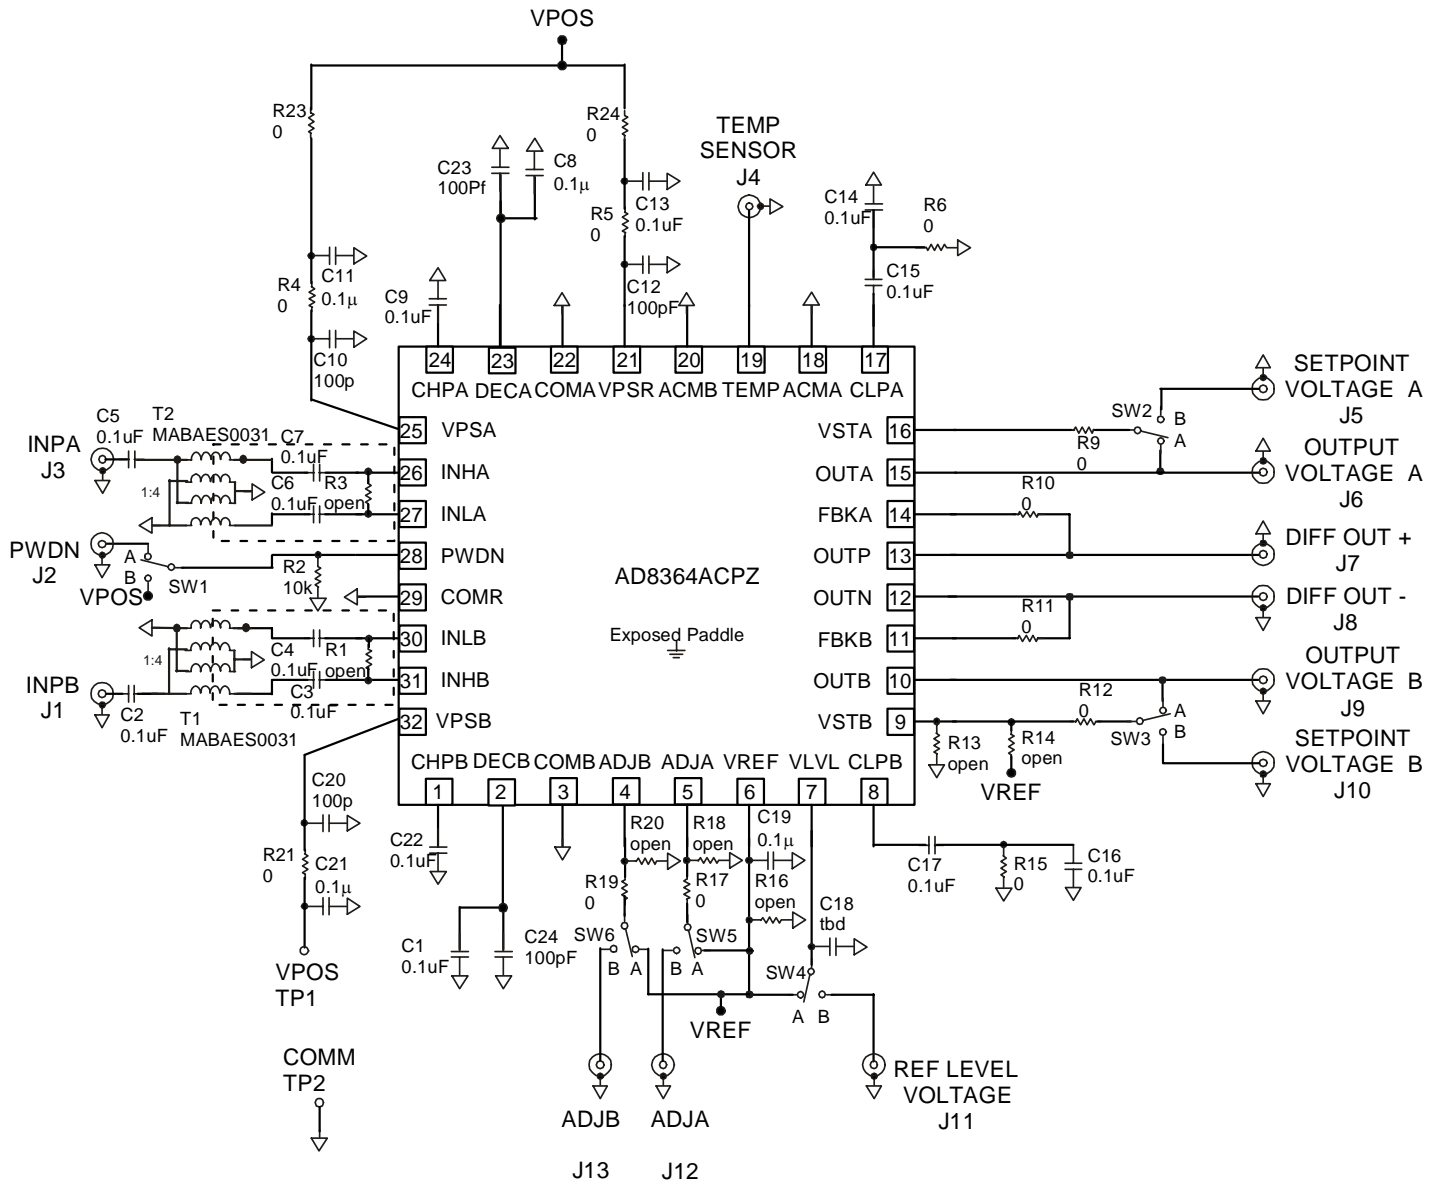 VPOS
R23
0
R24
0
TEMP
SENSOR
J4
C23
100Pf
C8
0.1µ
C13
0.1uF
R5
0
C14
0.1uF
R6
0
C11
0.1µ
R4
0
C9
0.1uF
C12
100pF
C15
0.1uF
C10
100p
24
23
22
21
20
19
18
17
CHPA
DECA
COMA
VPSR
ACMB
TEMP
ACMA
CLPA
INPA
J3
C5
0.1uF
T2
MABAES0031
C7
0.1uF
C6
0.1uF
R3
open
1:4
25
VPSA
26
INHA
27
INLA
28
PWDN
29
COMR
30
INLB
31
INHB
32
VPSB
PWDN
J2
A
B
VPOS
SW1
R2
10k
1:4
C4
0.1uF
R1
open
C3
0.1uF
INPB
J1
C2
0.1uF
T1
MABAES0031
AD8364ACPZ
Exposed Paddle
VSTA
16
OUTA
15
FBKA
14
OUTP
13
OUTN
12
FBKB
11
OUTB
10
VSTB
9
R9
0
SW2
B
A
SETPOINT
VOLTAGE A
J5
OUTPUT
VOLTAGE A
J6
R10
0
DIFF OUT +
J7
R11
0
DIFF OUT -
J8
OUTPUT
VOLTAGE B
J9
R12
0
SW3
A
B
SETPOINT
VOLTAGE B
J10
R13
open
R14
open
VREF
CHPB
DECB
COMB
ADJB
ADJA
VREF
VLVL
CLPB
1
2
3
4
5
6
7
8
C20
100p
R21
0
C21
0.1µ
VPOS
TP1
C22
0.1uF
C1
0.1uF
C24
100pF
R20
open
R18
open
C19
0.1µ
R19
0
R17
0
R16
open
C18
tbd
C17
0.1uF
R15
0
C16
0.1uF
SW6
B
A
SW5
B
A
SW4
A
B
VREF
COMM
TP2
ADJB
J13
ADJA
J12
REF LEVEL
VOLTAGE
J11